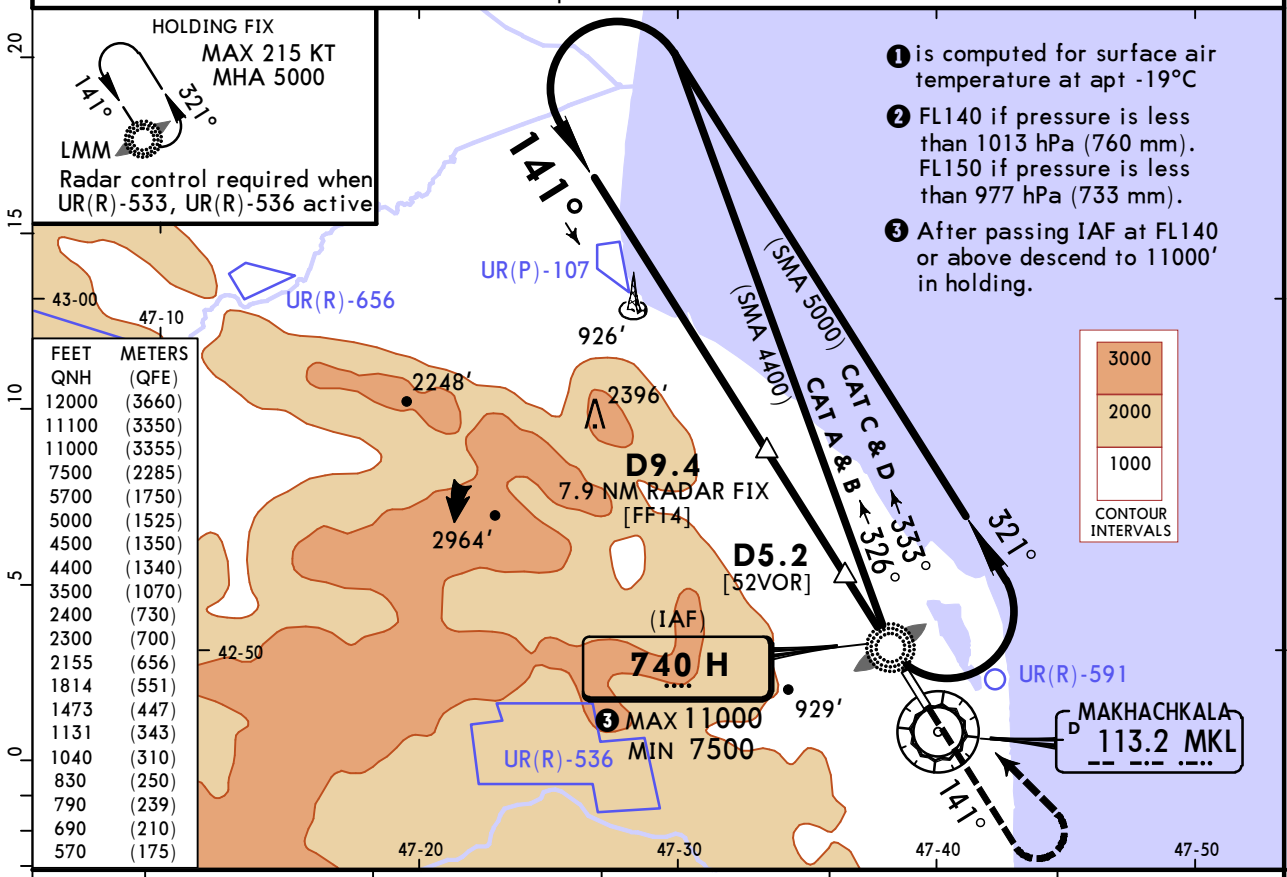 HOLDING FIX
MAX 215 KT
MHA 5000
141°
321°
LMM
Radar control required when
UR(R)-533, UR(R)-536 active
❶ is computed for surface air
temperature at apt -19°C
❷ FL140 if pressure is less
than 1013 hPa (760 mm).
FL150 if pressure is less
than 977 hPa (733 mm).
❸ After passing IAF at FL140
or above descend to 11000'
in holding.
20
15
10
5
0
141°
UR(P)-107
926'
UR(R)-656
43-00
47-10
(SMA 5000)
(SMA 4400)
CAT C & D
333°
CAT A & B
326°
321°
3000
2000
1000
CONTOUR
INTERVALS
FEET METERS
QNH (QFE)
12000 (3660)
11100 (3350)
11000 (3355)
7500 (2285)
5700 (1750)
5000 (1525)
4500 (1350)
4400 (1340)
3500 (1070)
2400 (730)
2300 (700)
2155 (656)
1814 (551)
1473 (447)
1131 (343)
1040 (310)
830 (250)
790 (239)
690 (210)
570 (175)
2248'
2396'
2964'
D9.4
7.9 NM RADAR FIX
[FF14]
D5.2
[52VOR]
42-50
(IAF)
740 H
❸ MAX 11000
MIN 7500
929'
UR(R)-536
UR(R)-591
MAKHACHKALA
D 113.2 MKL
141°
47-20
47-30
47-40
47-50